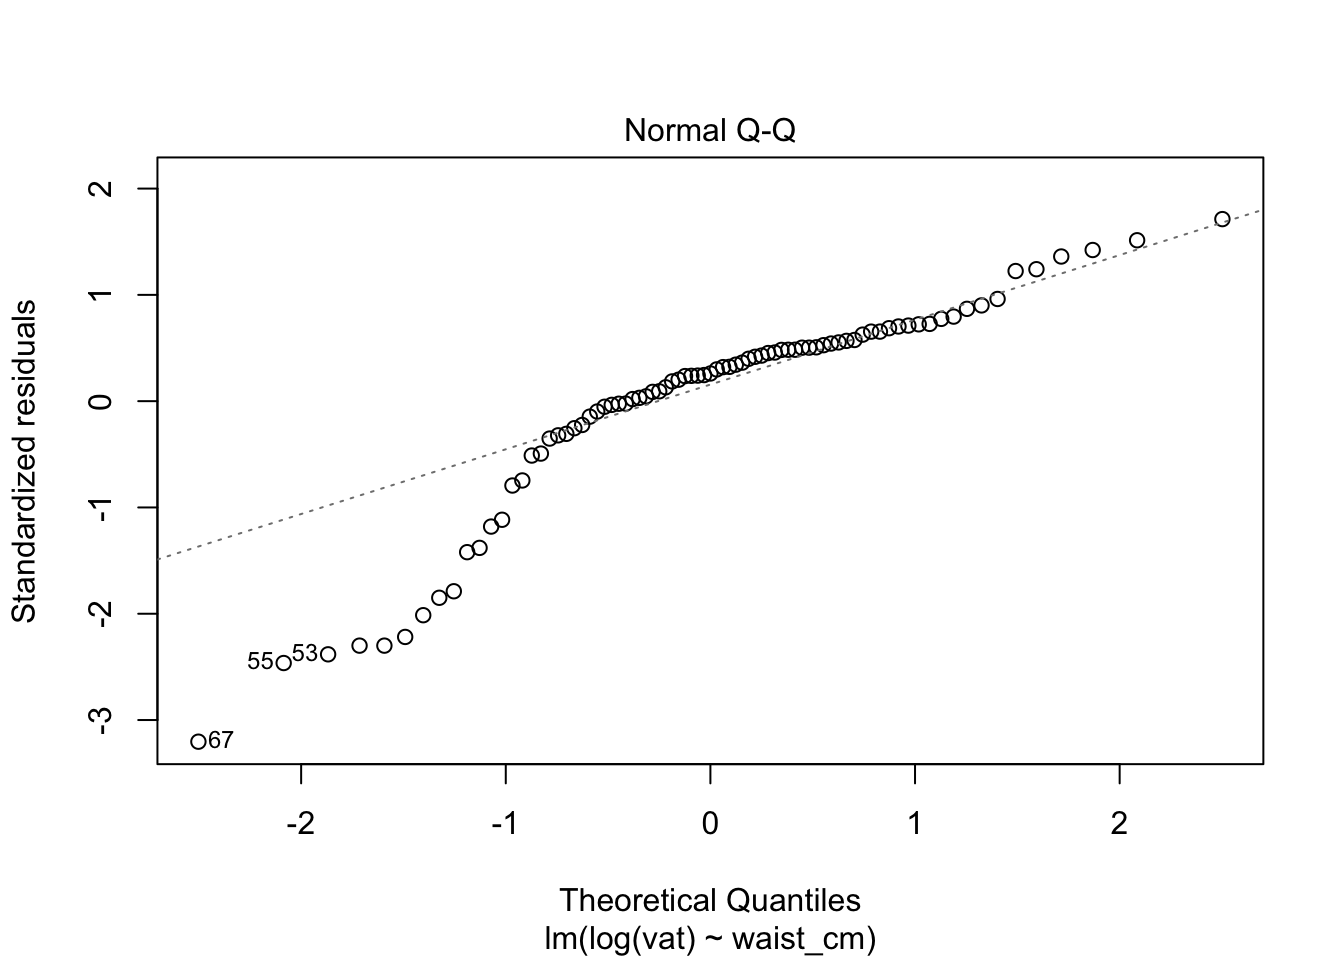 Normal Q-Q
Standardized residuals
2
1
0
-1
-2
-3
55
53
67
-2 -1 0 1 2
Theoretical Quantiles
lm(log(vat) ~ waist_cm)